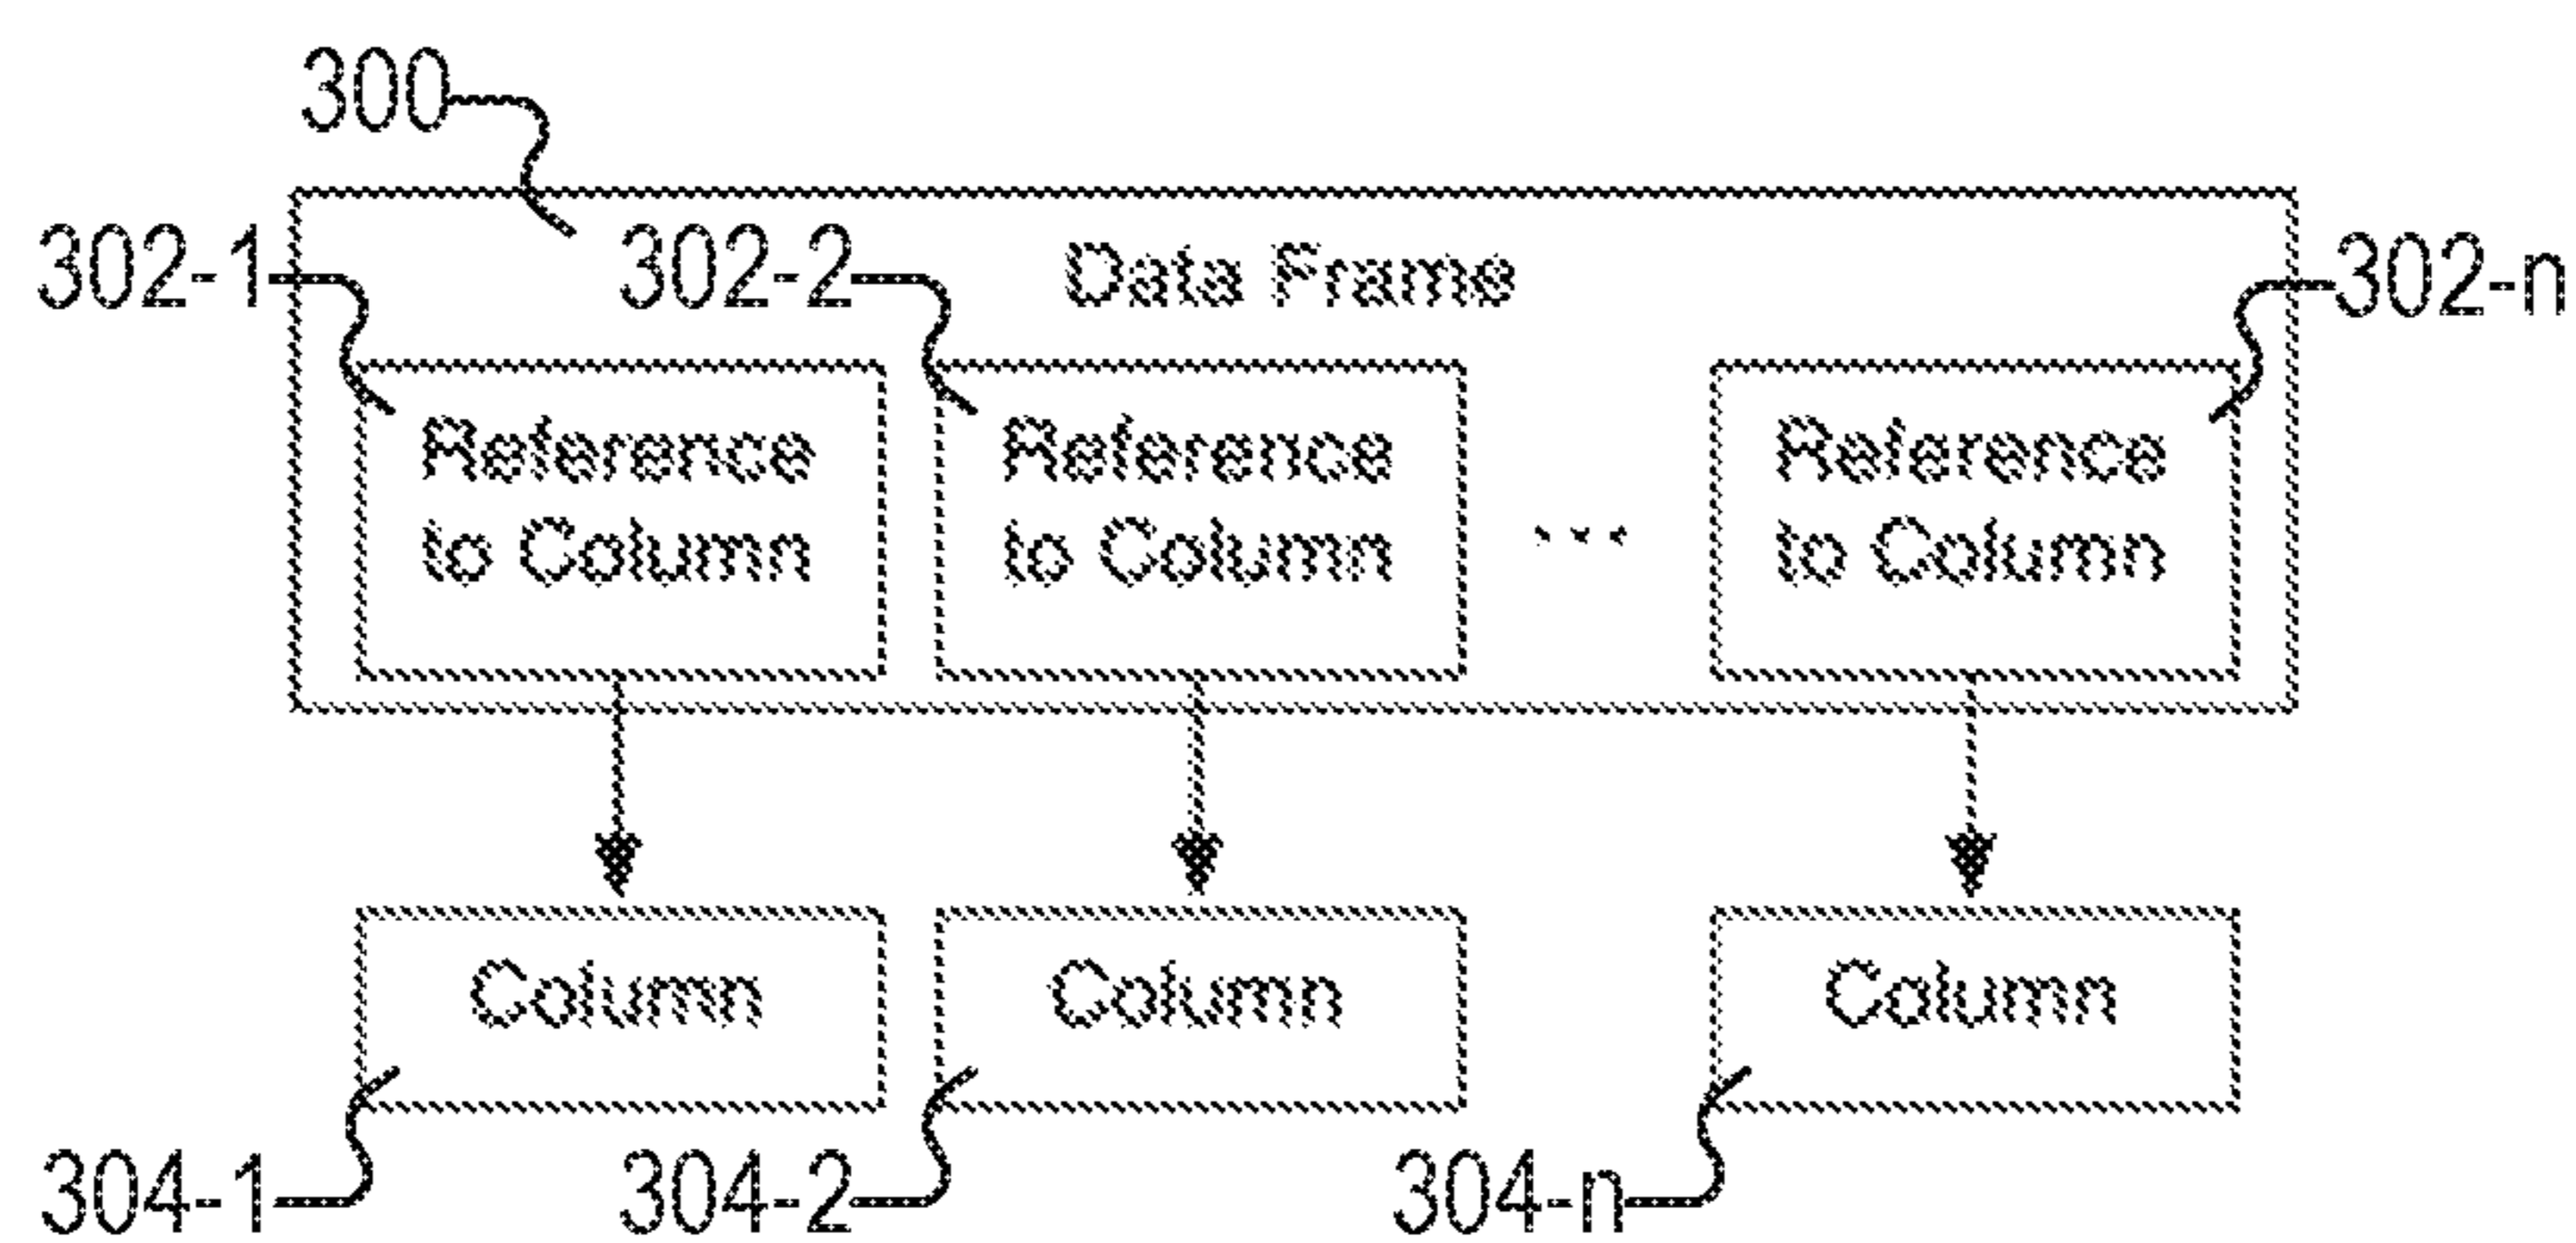 300
302-1
302-2
Data Frame
302-n
Reference
to Column
Reference
to Column
...
Reference
to Column
Column
Column
Column
304-1
304-2
304-n